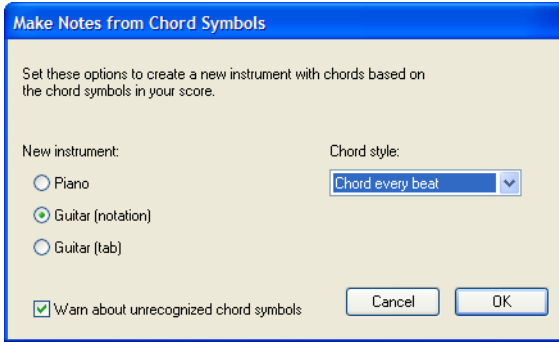 Make Notes from Chord Symbols
Set these options to create a new instrument with chords based on
the chord symbols in your score.
New instrument:
Piano
Guitar (notation)
Guitar (tab)
Chord style:
Chord every beat
Warn about unrecognized chord symbols
Cancel
OK